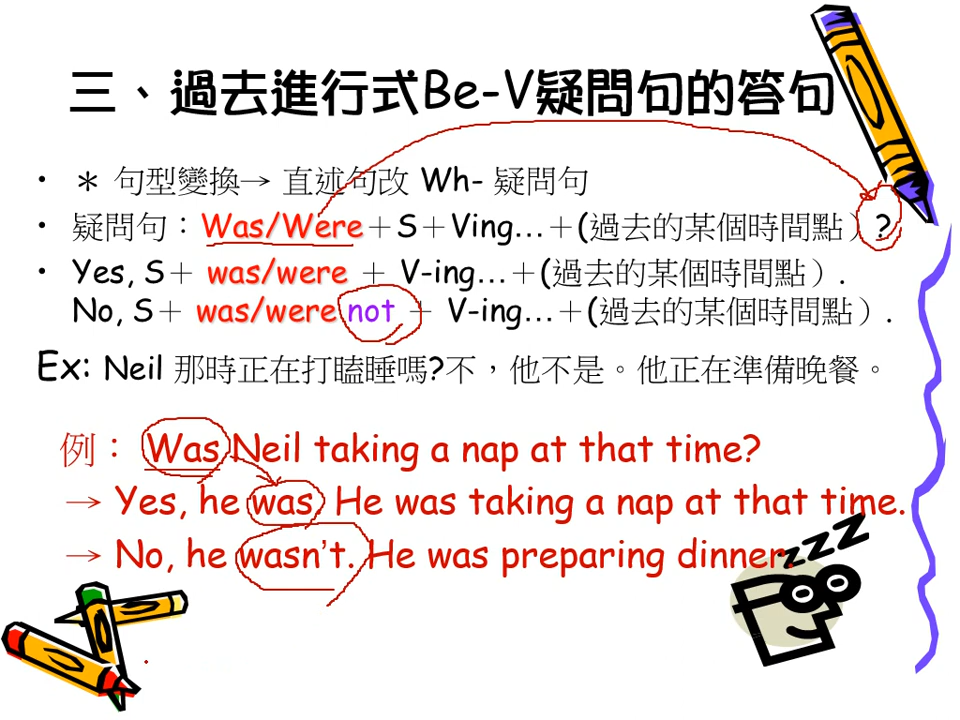 三、過去進行式Be-V疑問句的答句
• ＊ 句型變換→ 直述句改 Wh- 疑問句
• 疑問句：Was/Were＋S＋Ving…＋(過去的某個時間點）?
• Yes, S＋ was/were ＋ V-ing…＋(過去的某個時間點）.
No, S＋ was/were not ＋ V-ing…＋(過去的某個時間點）.
Ex: Neil 那時正在打瞌睡嗎?不，他不是。他正在準備晚餐。
例： Was Neil taking a nap at that time?
→ Yes, he was. He was taking a nap at that time.
→ No, he wasn’t. He was preparing dinner.
zzz